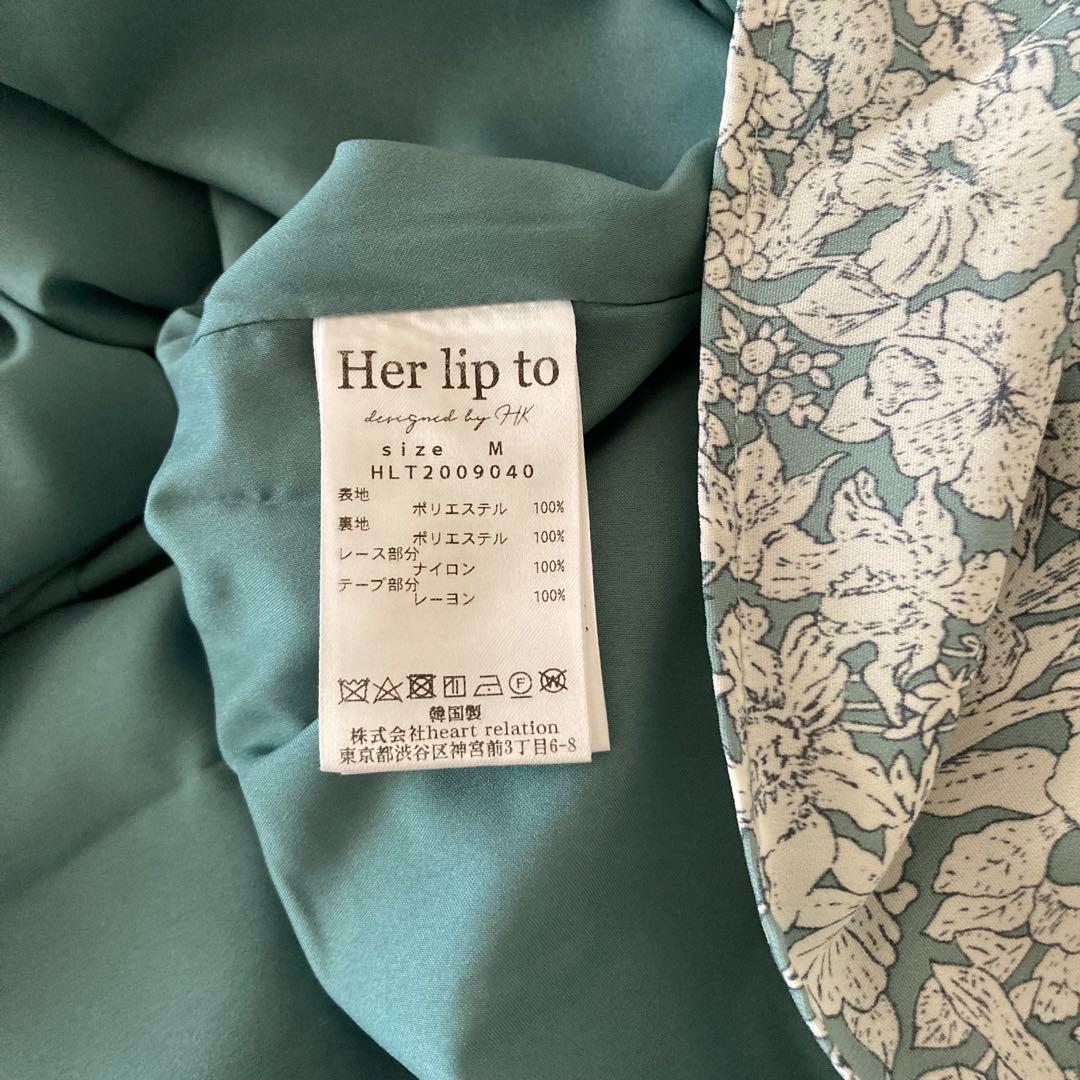 Her lip to
designed by HK
size M
HLT2009040
表地
ポリエステル 100%
裏地
ポリエステル 100%
レース部分
ナイロン 100%
テープ部分
レーヨン 100%
F W
韓国製
株式会社heart relation
東京都渋谷区神宮前3丁目6-8